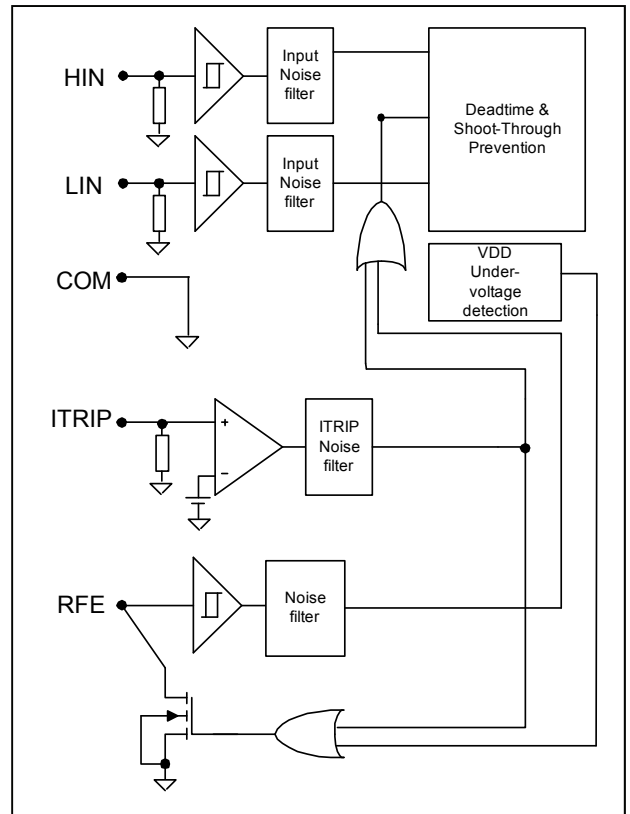 HIN
Input
Noise
filter
Deadtime &
Shoot-Through
Prevention
LIN
Input
Noise
filter
COM
VDD
Under-
voltage
detection
ITRIP
+
–
ITRIP
Noise
filter
RFE
Noise
filter